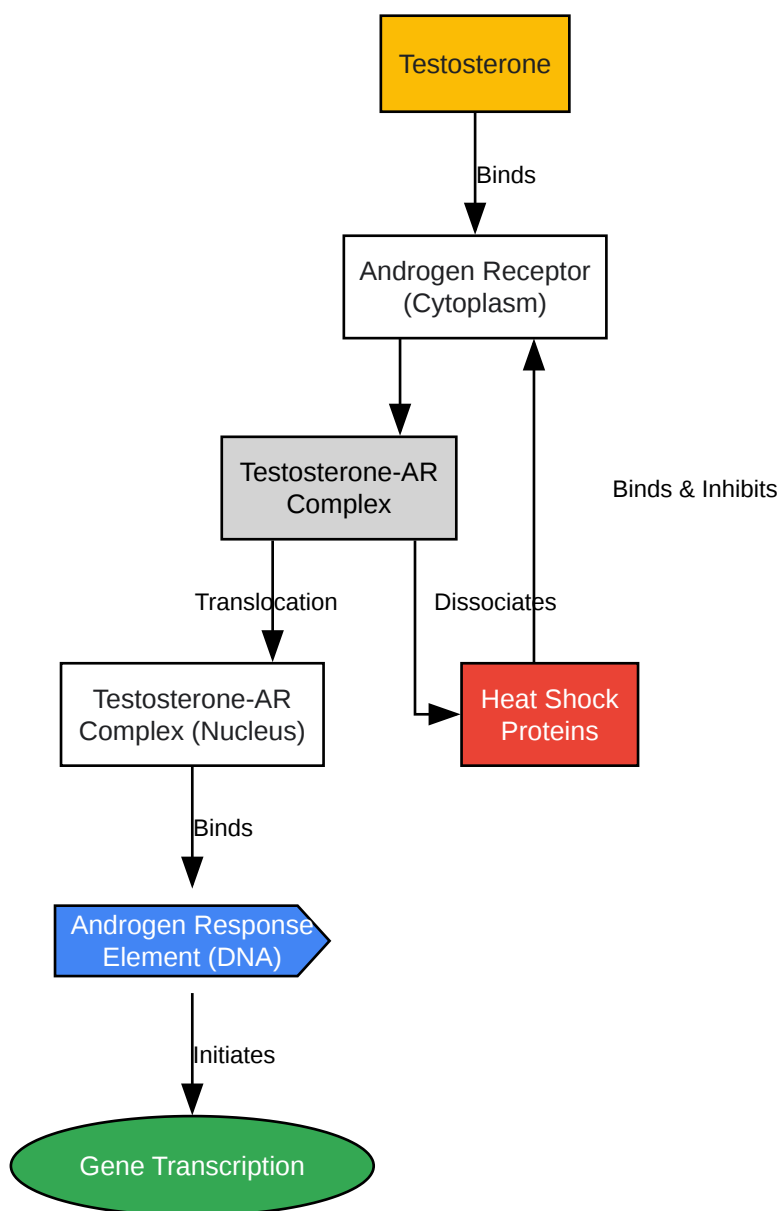 Testosterone
Binds
Androgen Receptor
(Cytoplasm)
Testosterone-AR
Complex
Binds & Inhibits
Translocation
Dissociates
Testosterone-AR
Complex (Nucleus)
Heat Shock
Proteins
Binds
Androgen Response
Element (DNA)
Initiates
Gene Transcription